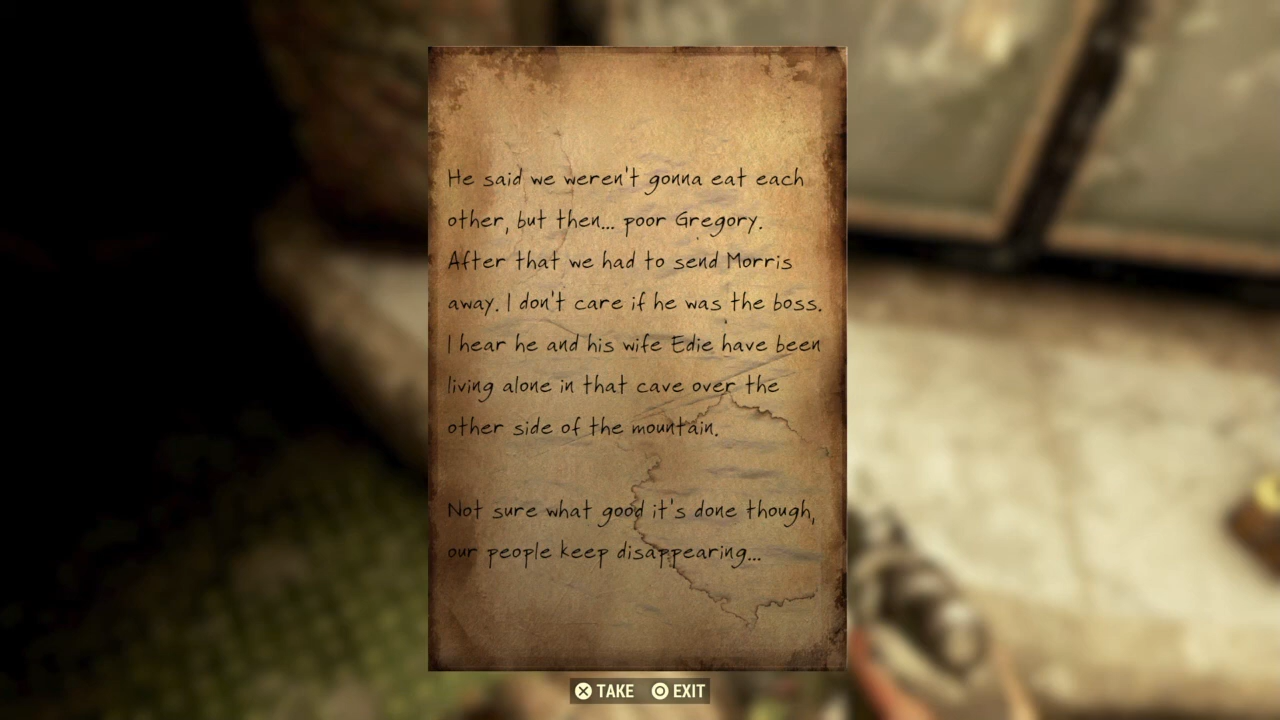 He said we weren't gonna eat each
other, but then... poor Gregory.
After that we had to send Morris
away. I don't care if he was the boss.
I hear he and his wife Edie have been
living alone in that cave over the
other side of the mountain.
Not sure what good it's done though,
our people keep disappearing...
TAKE EXIT